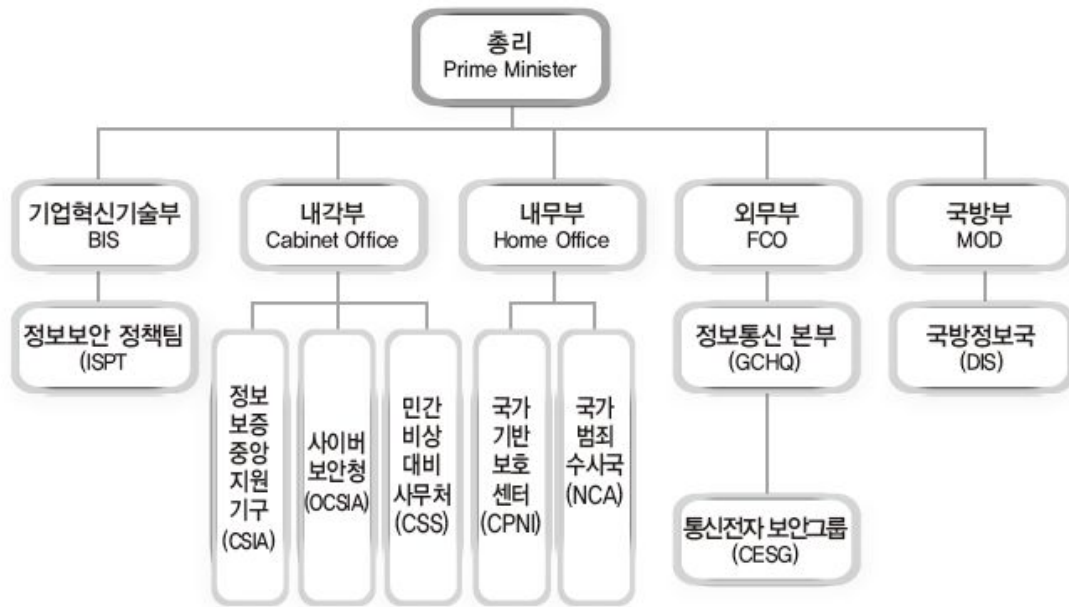 총리
Prime Minister
기업혁신기술부
BIS
내각부
Cabinet Office
내무부
Home Office
외무부
FCO
국방부
MOD
정보보안 정책팀
(ISPT
정보
보증
중앙
지원
기구
(CSIA)
사이버
보안청
(OCSIA)
민간
비상
대비
사무처
(CSS)
국가
기반
보호
센터
(CPNI)
국가
범죄
수사국
(NCA)
정보통신 본부
(GCHQ)
국방정보국
(DIS)
통신전자 보안그룹
(CESG)